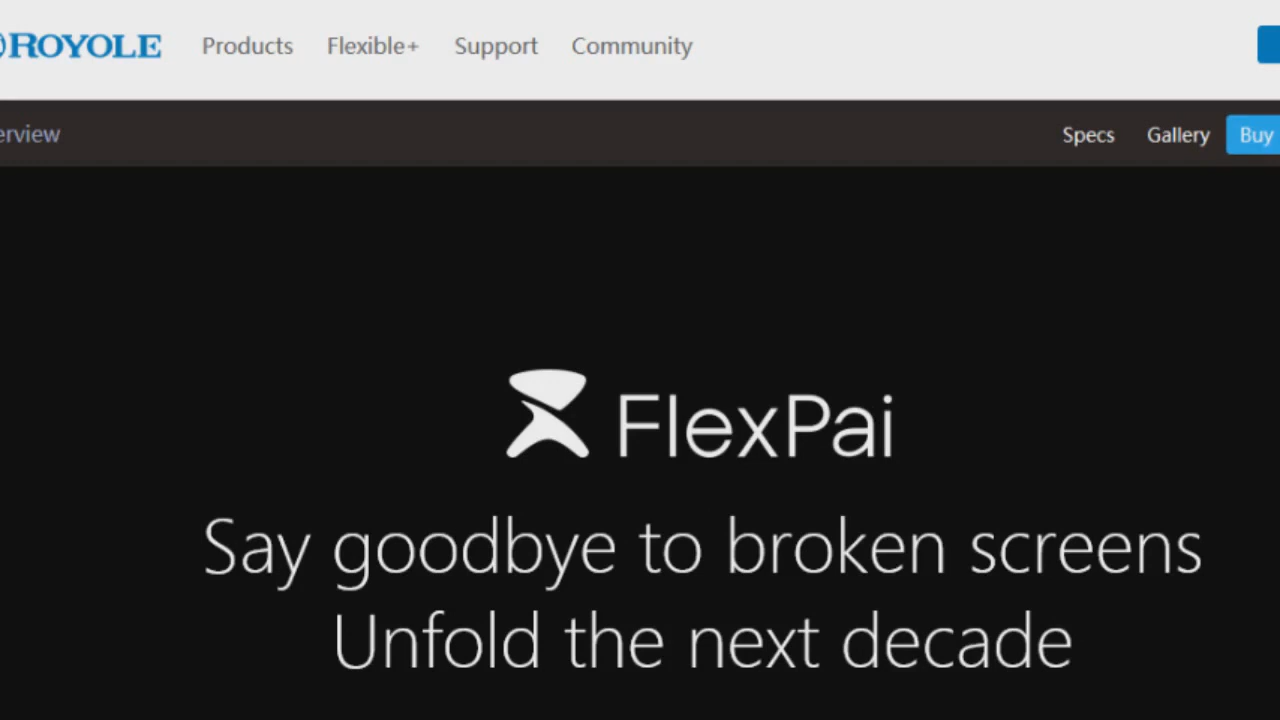 ROYOLE Products Flexible+ Support Community
erview Specs Gallery Buy
FlexPai
Say goodbye to broken screens
Unfold the next decade